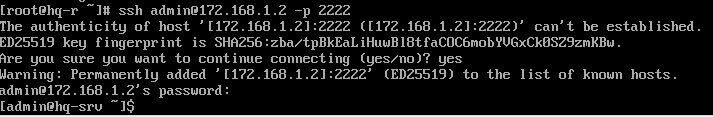 [root@hq-r ~]# ssh admin@172.168.1.2 -p 2222
The authenticity of host '[172.168.1.2]:2222 ([172.168.1.2]:2222)' can't be established.
ED25519 key fingerprint is SHA256:zba/tpBkEaLiHuwBl8tfaCOC6mobYVGxCk0S29zmKBw.
Are you sure you want to continue connecting (yes/no)? yes
Warning: Permanently added '[172.168.1.2]:2222' (ED25519) to the list of known hosts.
admin@172.168.1.2's password:
[admin@hq-srv ~]$